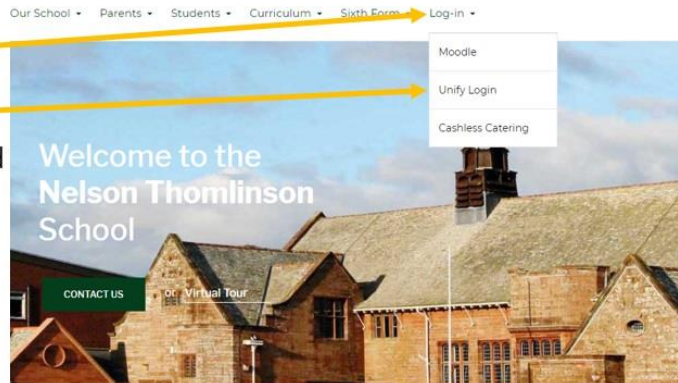 Our School Parents Students Curriculum Sixth Form Log-in
Moodle
Unify Login
Cashless Catering
Welcome to the
Nelson Thomlinson
School
CONTACT US or Virtual Tour